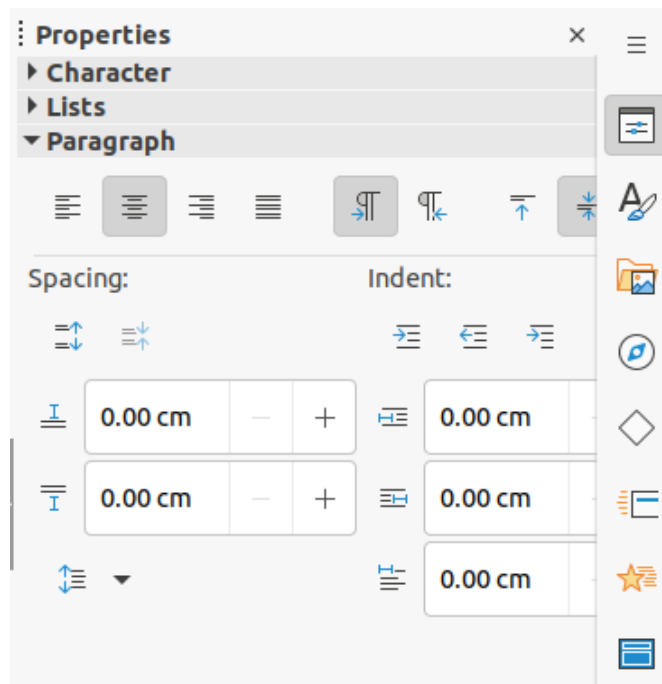 Properties
Character
Lists
Paragraph
Spacing: Indent:
0.00 cm 0.00 cm
0.00 cm 0.00 cm
0.00 cm